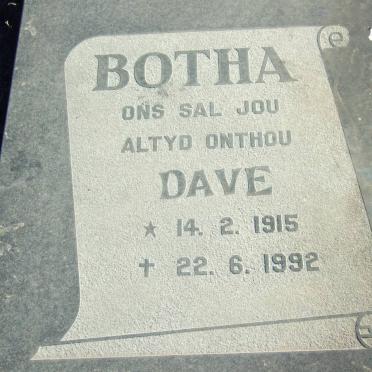 BOTHA
ONS SAL JOU
ALTYD ONTHOU
DAVE
★ 14. 2. 1915
✝ 22. 6. 1992